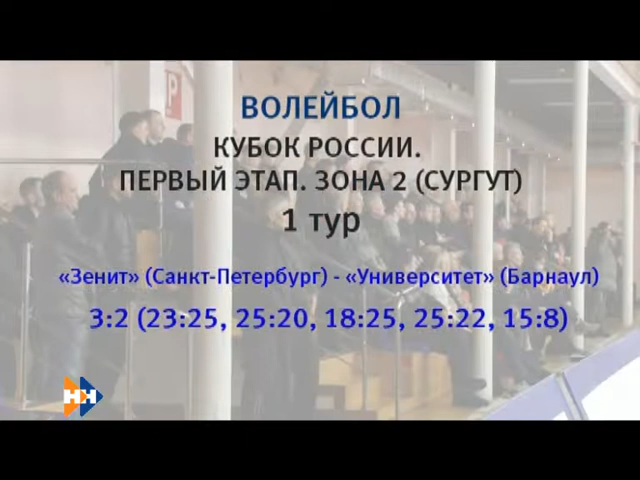 ВОЛЕЙБОЛ
КУБОК РОССИИ.
ПЕРВЫЙ ЭТАП. ЗОНА 2 (СУРГУТ)
1 тур
«Зенит» (Санкт-Петербург) - «Университет» (Барнаул)
3:2 (23:25, 25:20, 18:25, 25:22, 15:8)
НН